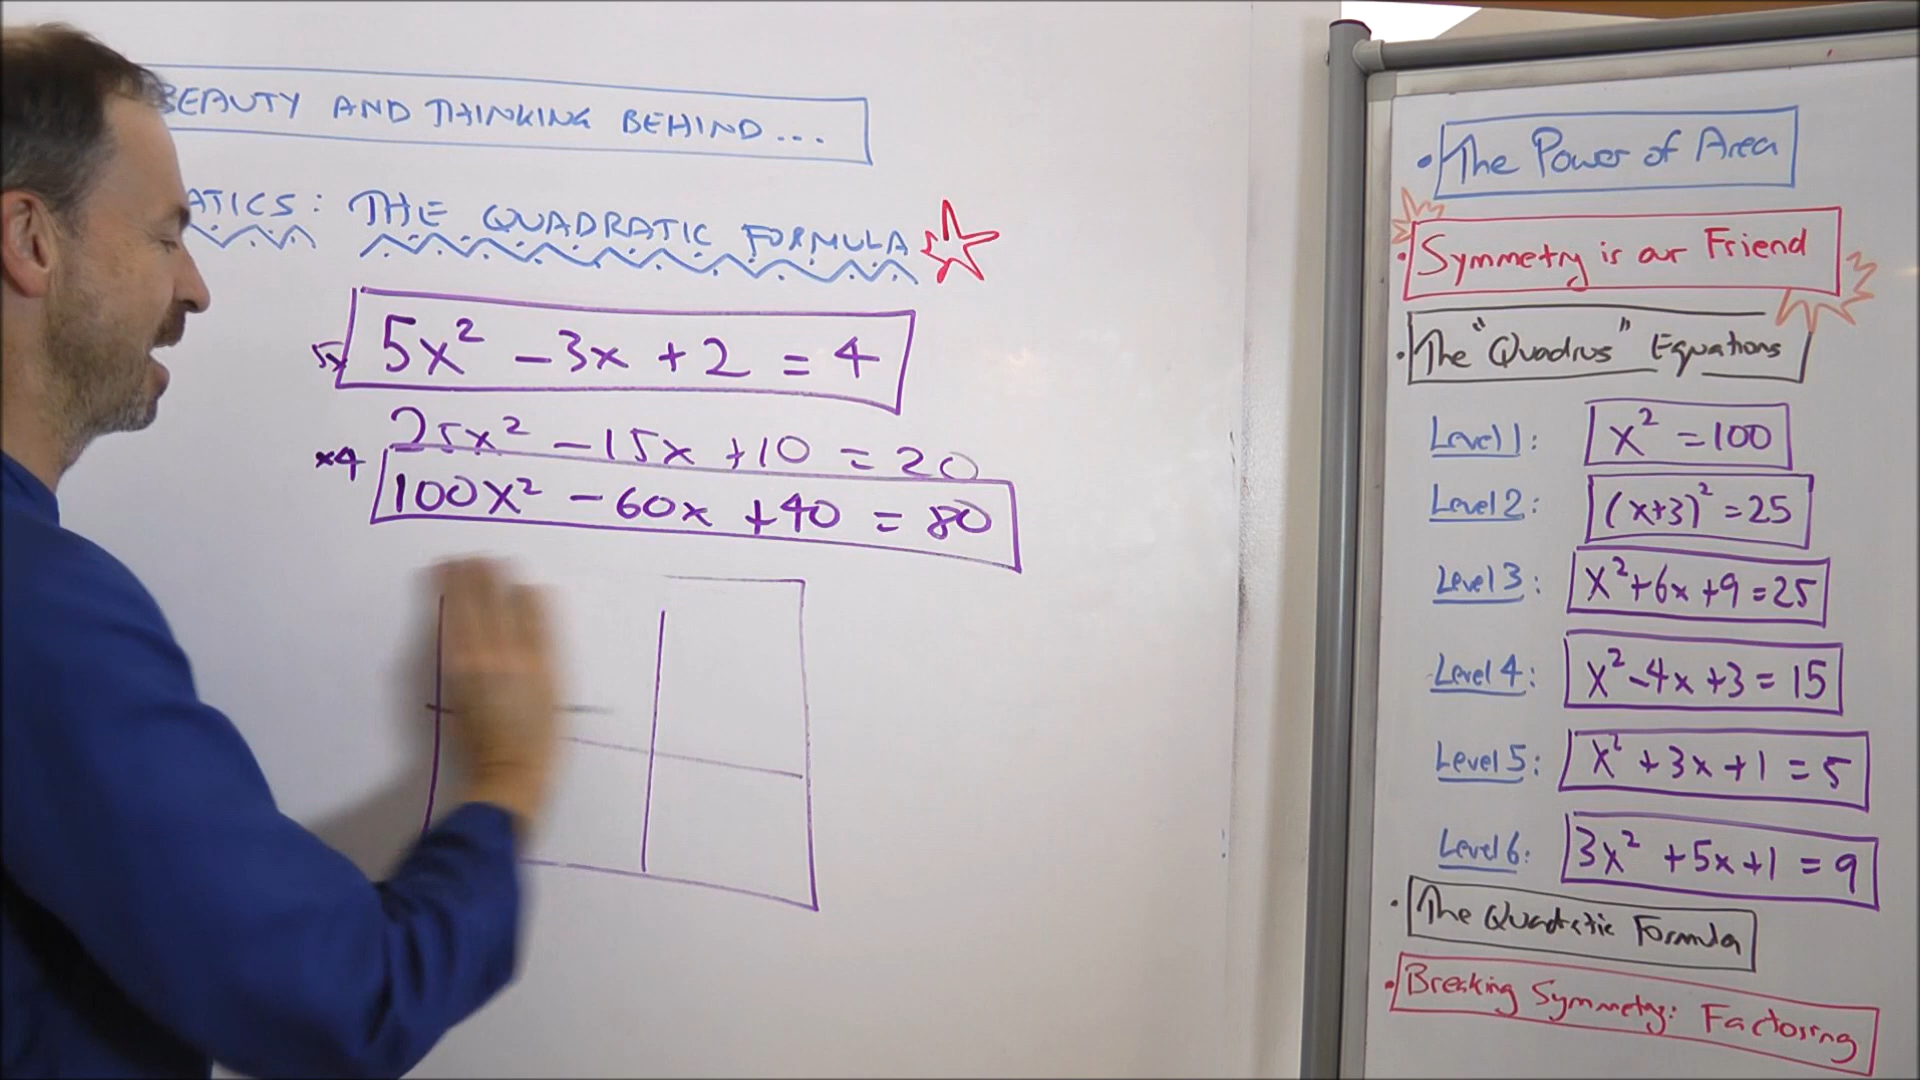 BEAUTY AND THINKING BEHIND...
ATICS: THE QUADRATIC FORMULA
5x² - 3x + 2 = 4
25x² - 15x + 10 = 20
x4 100x² - 60x + 40 = 80
• The Power of Area
• Symmetry is our Friend
• The "Quadrus" Equations
Level 1: x² = 100
Level 2: (x+3)² = 25
Level 3: x² + 6x + 9 = 25
Level 4: x² - 4x + 3 = 15
Level 5: x² + 3x + 1 = 5
Level 6: 3x² + 5x + 1 = 9
• The Quadratic Formula
• Breaking Symmetry: Factoring